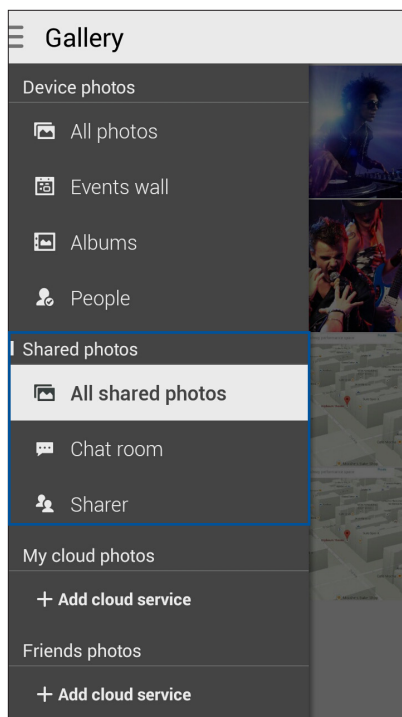 Gallery
Device photos
All photos
Events wall
Albums
People
Shared photos
All shared photos
Chat room
Sharer
My cloud photos
+ Add cloud service
Friends photos
+ Add cloud service